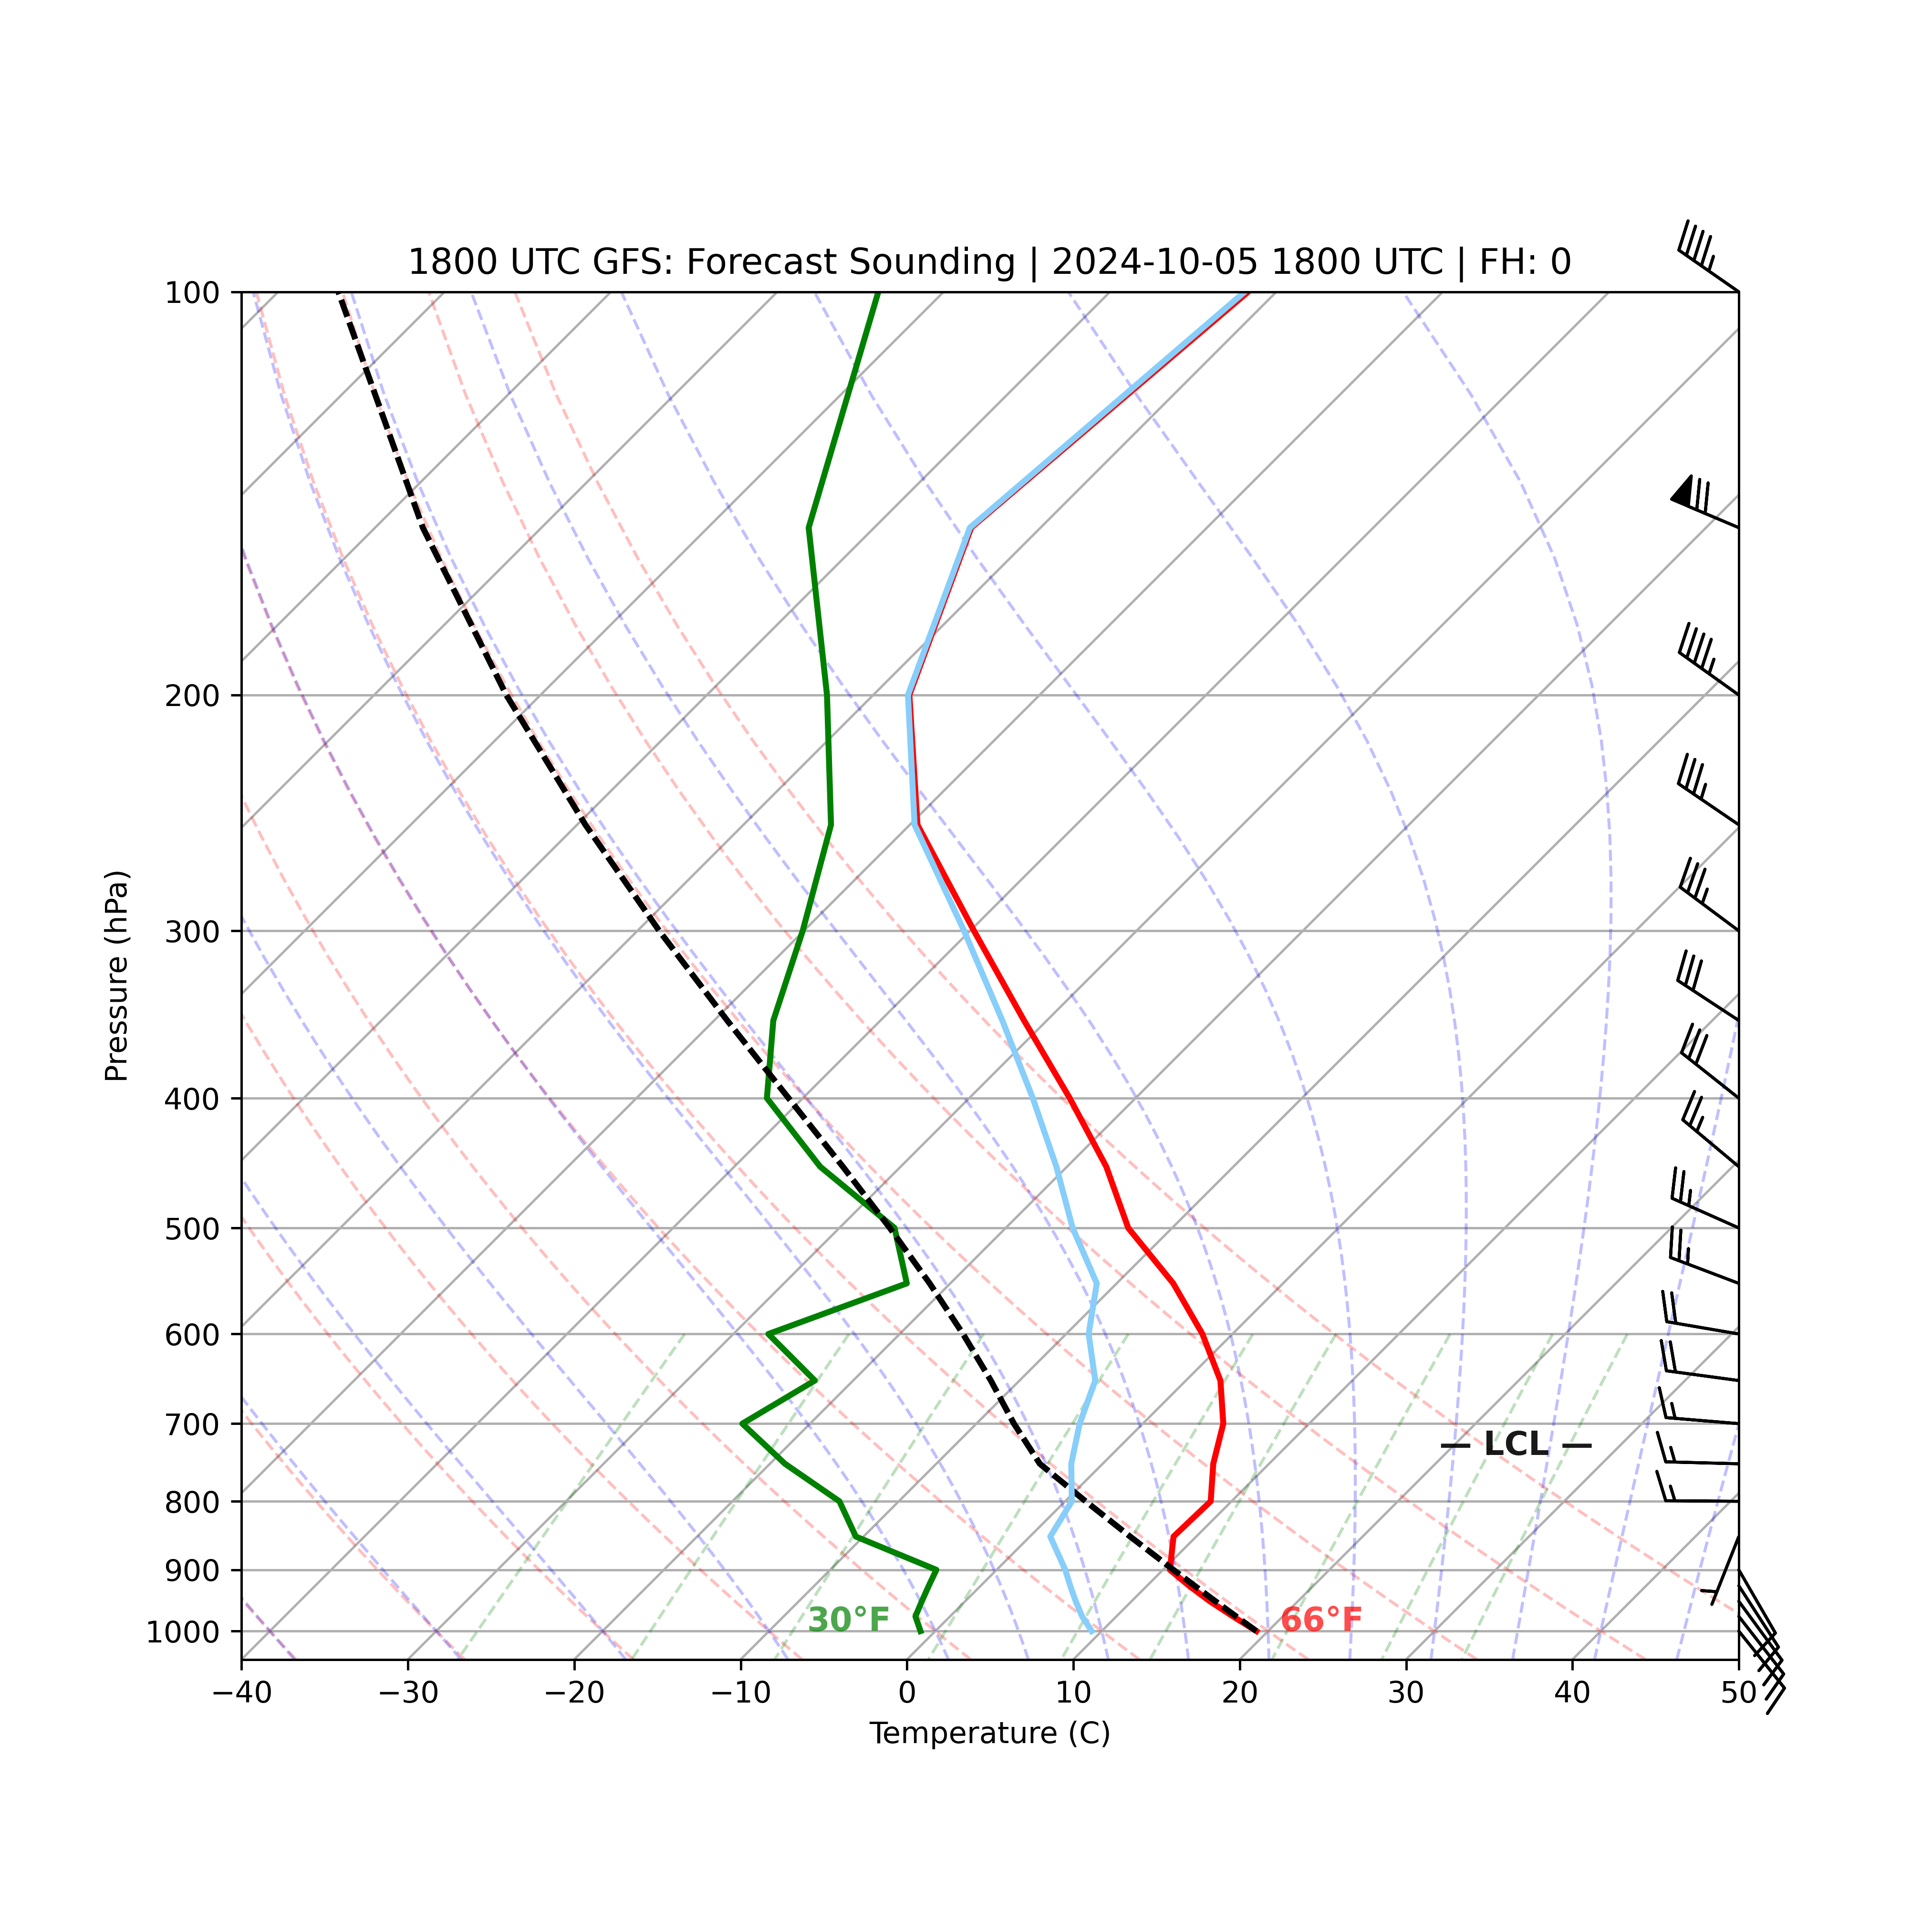 1800 UTC GFS: Forecast Sounding | 2024-10-05 1800 UTC | FH: 0
100
200
300
400
500
600
700
800
900
1000
Pressure (hPa)
— LCL —
30°F
66°F
−40 −30 −20 −10 0 10 20 30 40 50
Temperature (C)